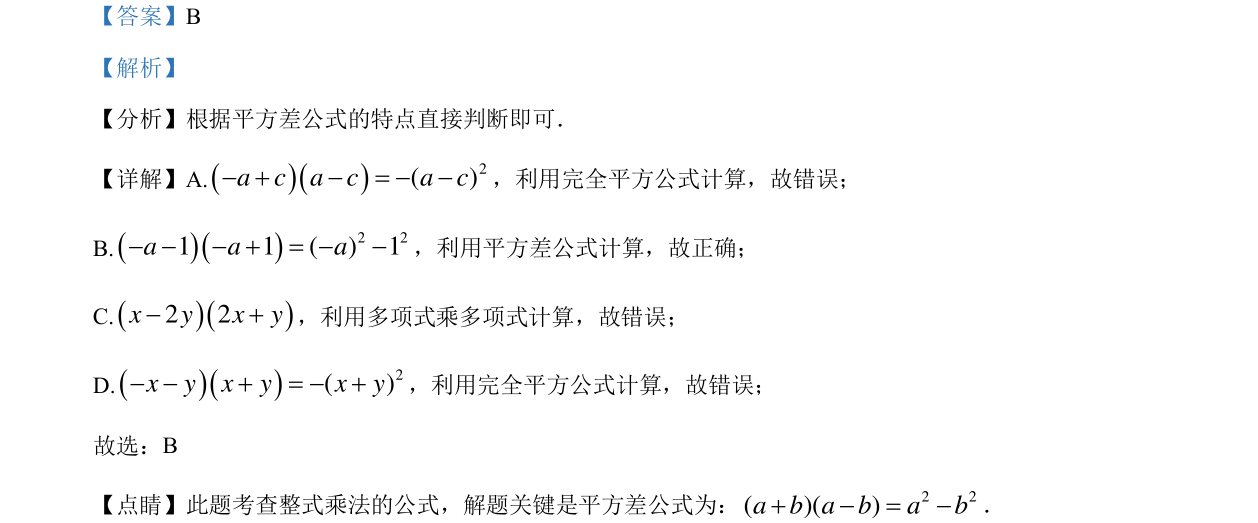 【答案】B
【解析】
【分析】根据平方差公式的特点直接判断即可．
【详解】A.(−a+c)(a−c)=−(a−c)²，利用完全平方公式计算，故错误；
B.(−a−1)(−a+1)=(−a)²−1²，利用平方差公式计算，故正确；
C.(x−2y)(2x+y)，利用多项式乘多项式计算，故错误；
D.(−x−y)(x+y)=−(x+y)²，利用完全平方公式计算，故错误；
故选：B
【点睛】此题考查整式乘法的公式，解题关键是平方差公式为：(a+b)(a−b)=a²−b²．